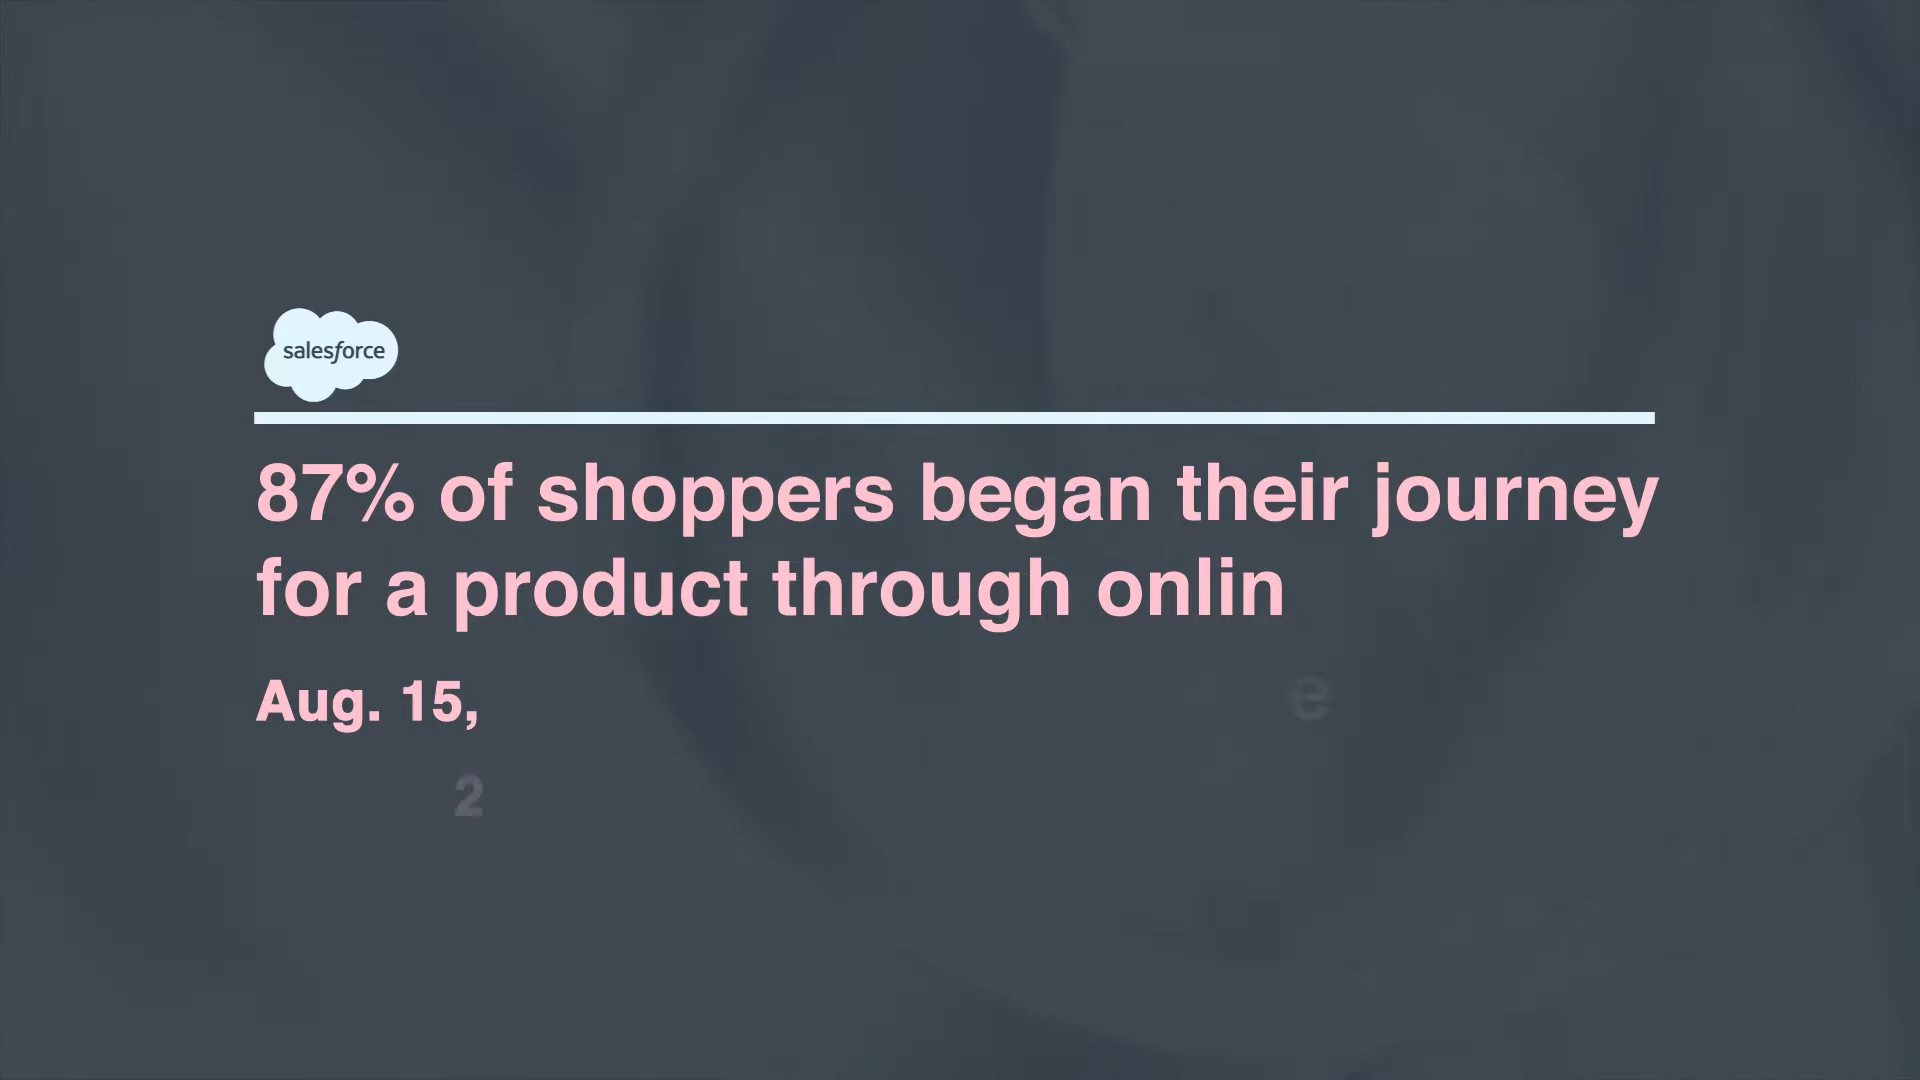 salesforce
87% of shoppers began their journey
for a product through onlin
e
Aug. 15,
2